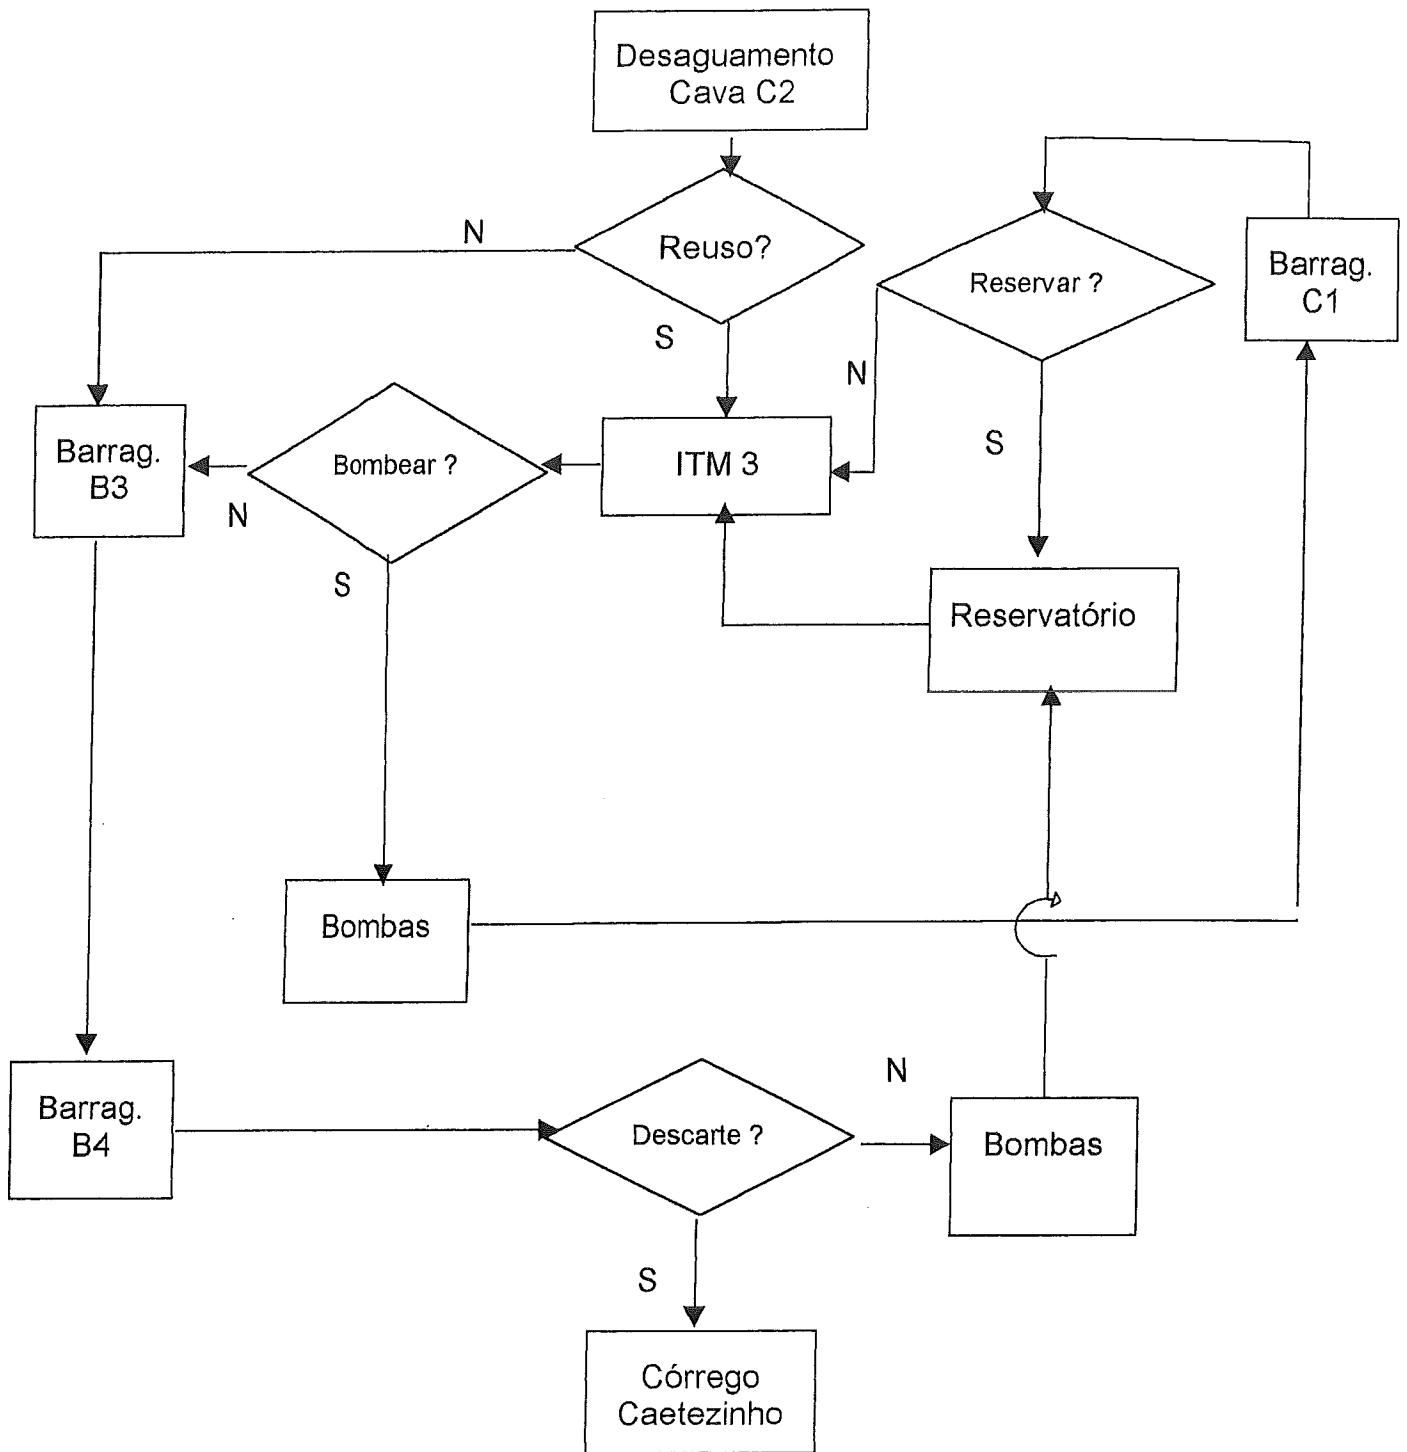 Desaguamento
Cava C2
N
Reuso?
Reservar ?
Barrag.
C1
S
N
Barrag.
B3
Bombear ?
ITM 3
S
N
S
Reservatório
Bombas
Barrag.
B4
Descarte ?
N
Bombas
S
Córrego
Caetezinho